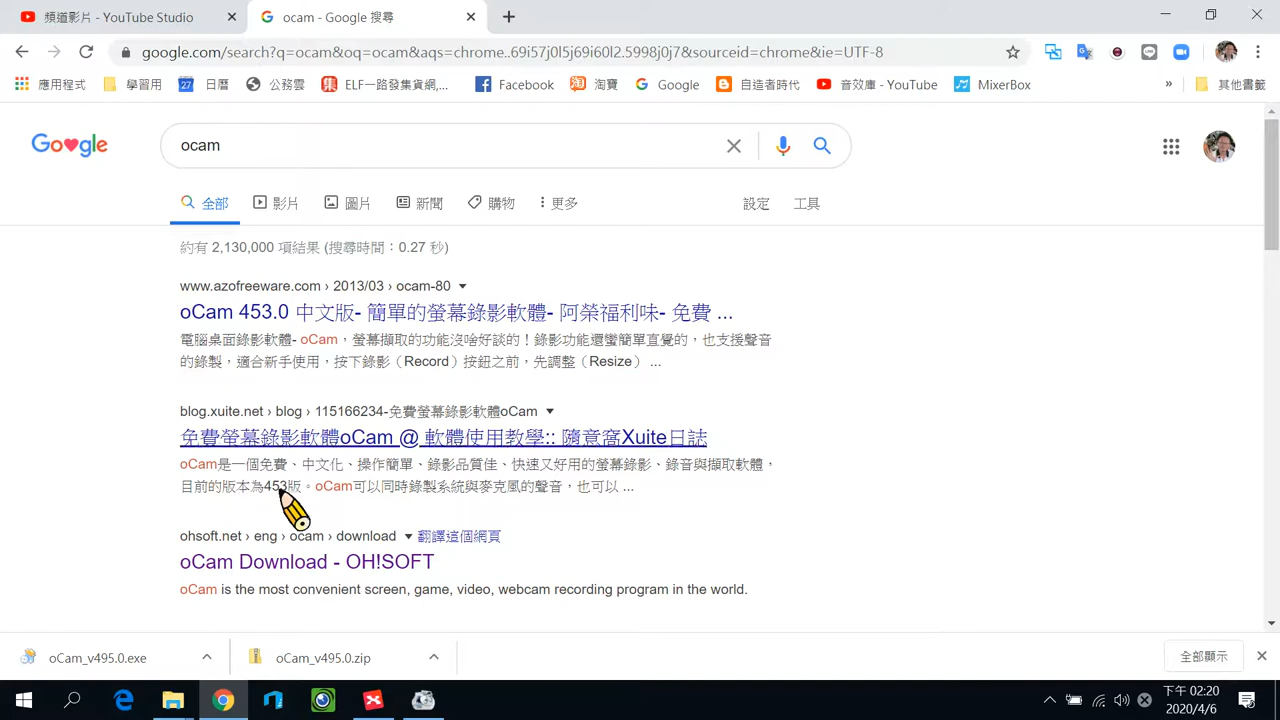 頻道影片 - YouTube Studio
ocam - Google 搜尋
google.com/search?q=ocam&oq=ocam&aqs=chrome..69i57j0l5j69i60l2.5998j0j7&sourceid=chrome&ie=UTF-8
應用程式
學習用
27
日曆
公務雲
集
ELF一路發集貨網,...
Facebook
淘寶
Google
自造者時代
音效庫 - YouTube
MixerBox
»
其他書籤
Google
ocam
全部
影片
圖片
新聞
購物
更多
設定
工具
約有 2,130,000 項結果 (搜尋時間：0.27 秒)
www.azofreeware.com › 2013/03 › ocam-80
oCam 453.0 中文版- 簡單的螢幕錄影軟體- 阿榮福利味- 免費 ...
電腦桌面錄影軟體- oCam，螢幕擷取的功能沒啥好談的！錄影功能還蠻簡單直覺的，也支援聲音
的錄製，適合新手使用，按下錄影（Record）按鈕之前，先調整（Resize） ...
blog.xuite.net › blog › 115166234-免費螢幕錄影軟體oCam
免費螢幕錄影軟體oCam @ 軟體使用教學:: 隨意窩Xuite日誌
oCam是一個免費、中文化、操作簡單、錄影品質佳、快速又好用的螢幕錄影、錄音與擷取軟體，
目前的版本為453版。oCam可以同時錄製系統與麥克風的聲音，也可以 ...
ohsoft.net › eng › ocam › download
翻譯這個網頁
oCam Download - OH!SOFT
oCam is the most convenient screen, game, video, webcam recording program in the world.
oCam_v495.0.exe
oCam_v495.0.zip
全部顯示
下午 02:20
2020/4/6